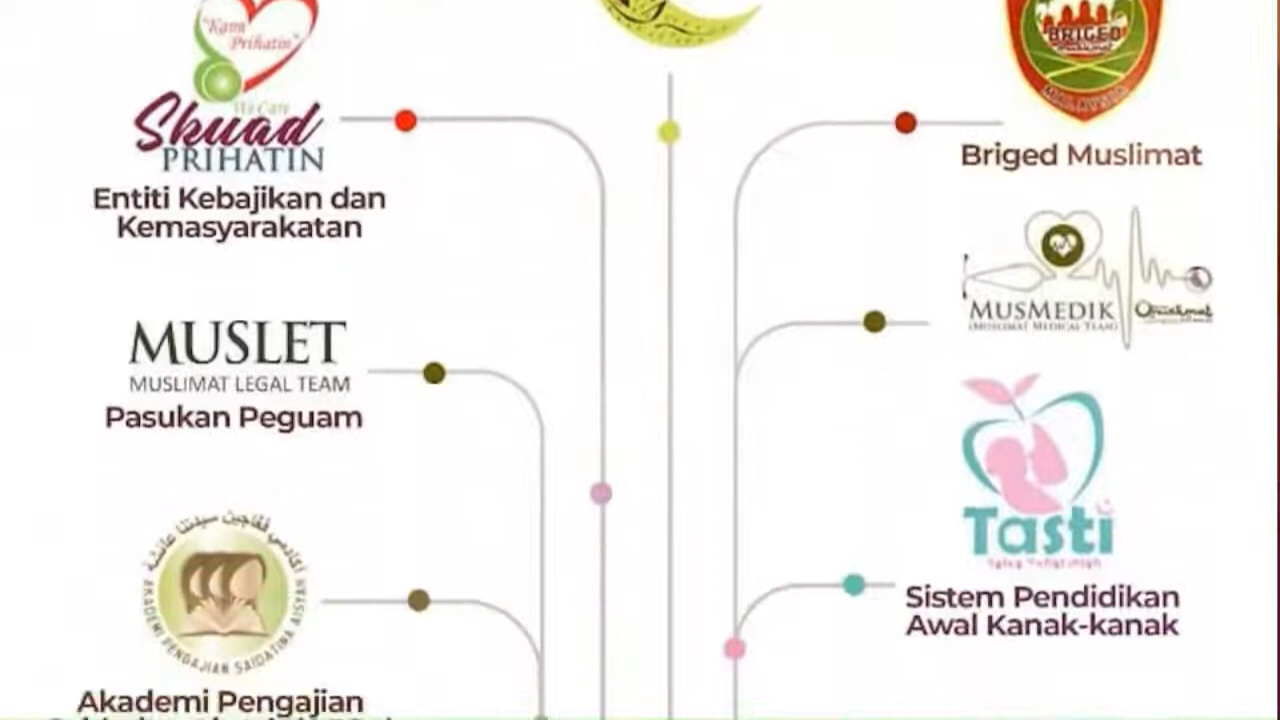 "Kami
Prihatin"
We Care
Skuad
PRIHATIN
Entiti Kebajikan dan
Kemasyarakatan
MUSLET
MUSLIMAT LEGAL TEAM
Pasukan Peguam
AKADEMI PENGAJIAN SAIDATINA AISYAH
Akademi Pengajian
BRIGED
Briged Muslimat
MUSMEDIK
(MUSLIMAT MEDICAL TEAM)
Tasti
Sistem Pendidikan
Awal Kanak-kanak